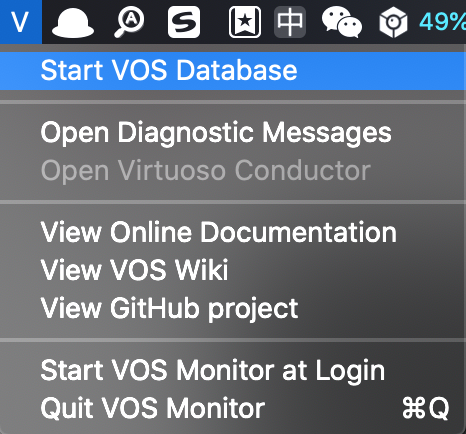 V 中 49%
Start VOS Database
Open Diagnostic Messages
Open Virtuoso Conductor
View Online Documentation
View VOS Wiki
View GitHub project
Start VOS Monitor at Login
Quit VOS Monitor ⌘Q